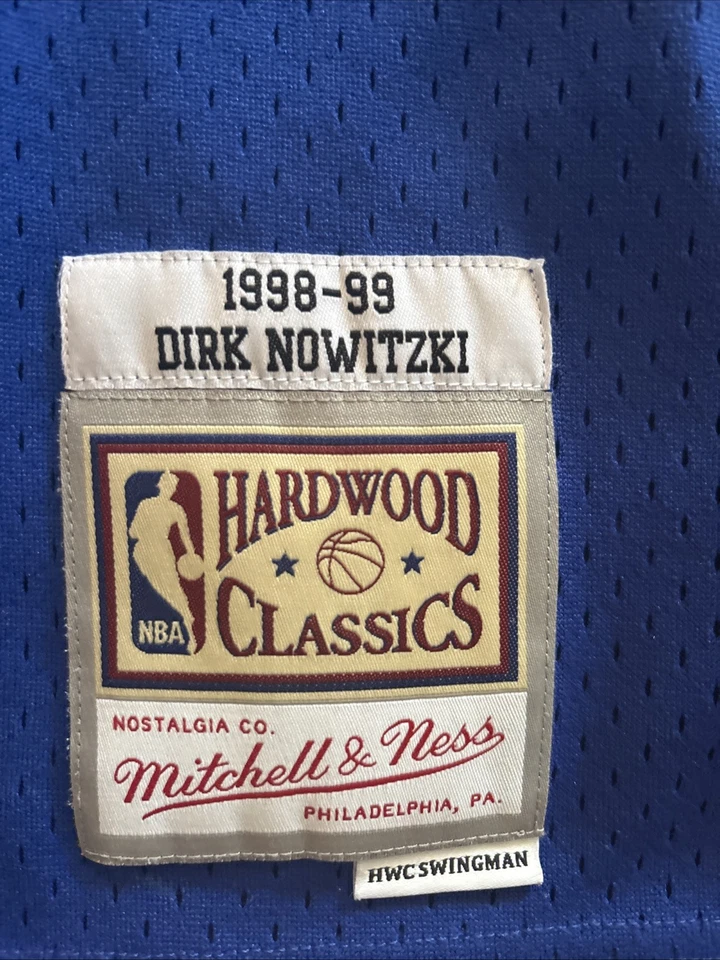 1998-99
DIRK NOWITZKI
HARDWOOD
CLASSICS
NBA
NOSTALGIA CO.
Mitchell & Ness
PHILADELPHIA, PA.
HWC SWINGMAN